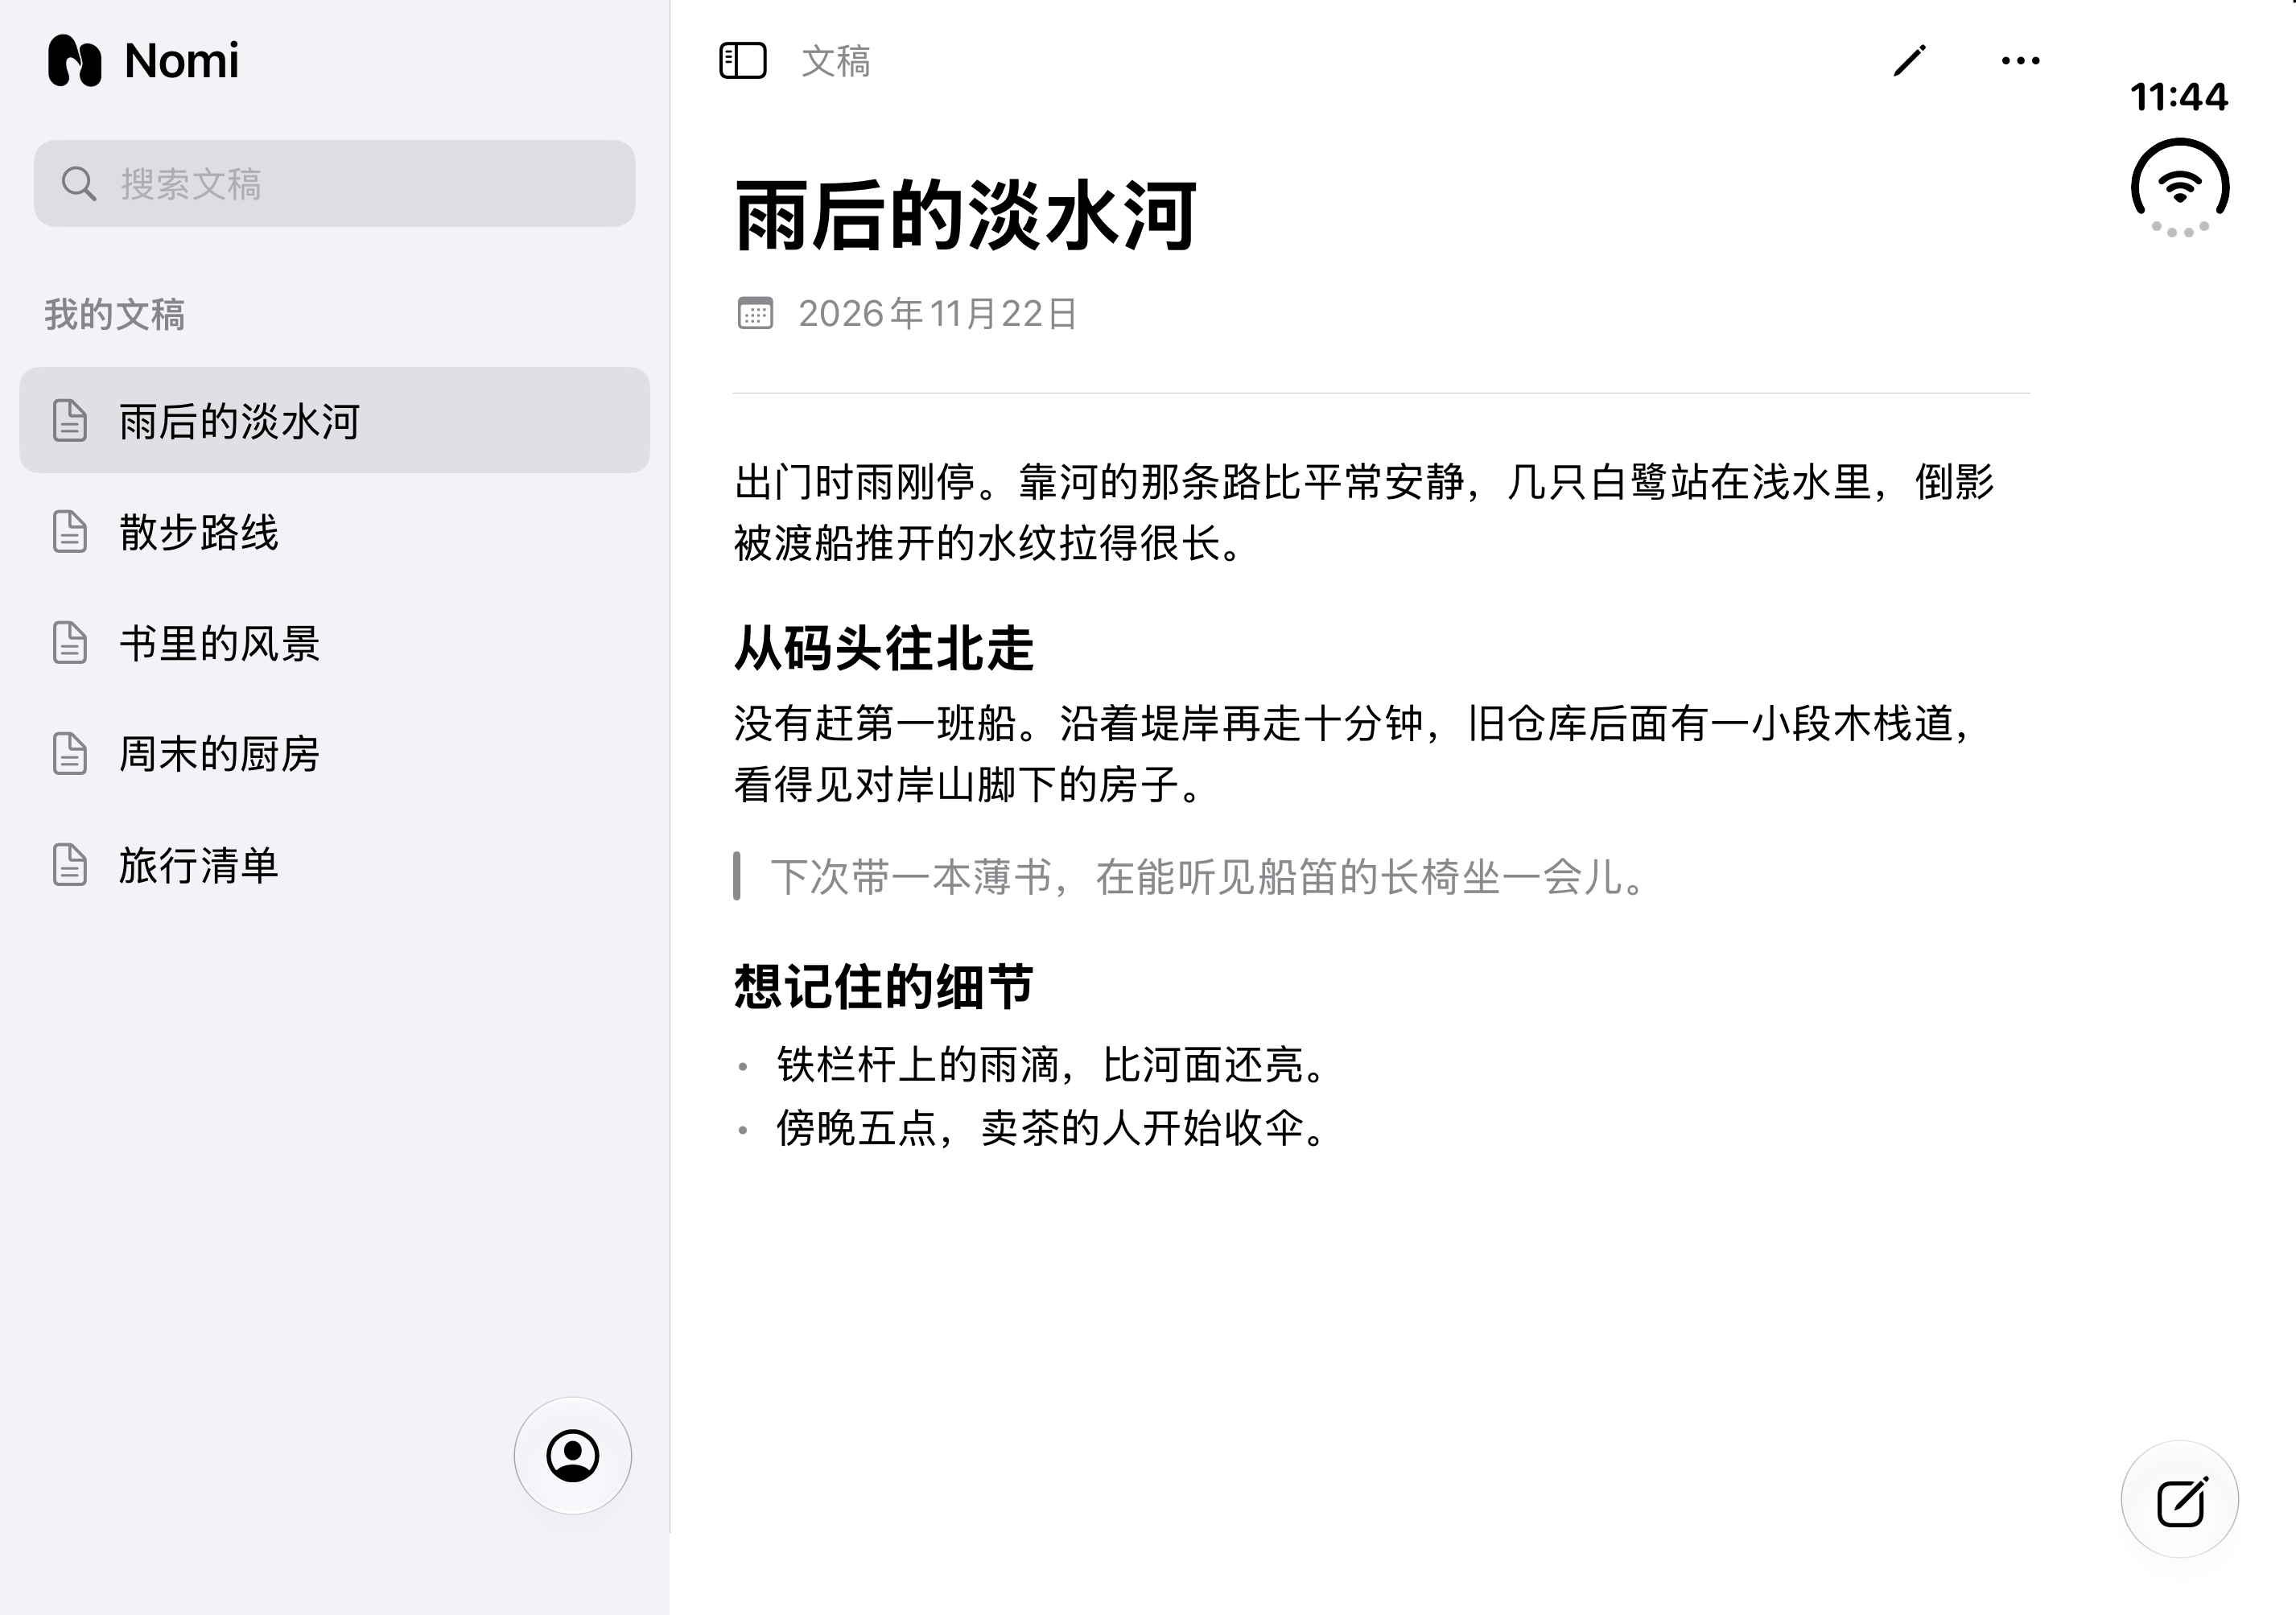 Nomi
搜索文稿
我的文稿
雨后的淡水河
散步路线
书里的风景
周末的厨房
旅行清单
文稿
11:44
雨后的淡水河
2026年11月22日
出门时雨刚停。靠河的那条路比平常安静，几只白鹭站在浅水里，倒影
被渡船推开的水纹拉得很长。
从码头往北走
没有赶第一班船。沿着堤岸再走十分钟，旧仓库后面有一小段木栈道，
看得见对岸山脚下的房子。
下次带一本薄书，在能听见船笛的长椅坐一会儿。
想记住的细节
• 铁栏杆上的雨滴，比河面还亮。
• 傍晚五点，卖茶的人开始收伞。